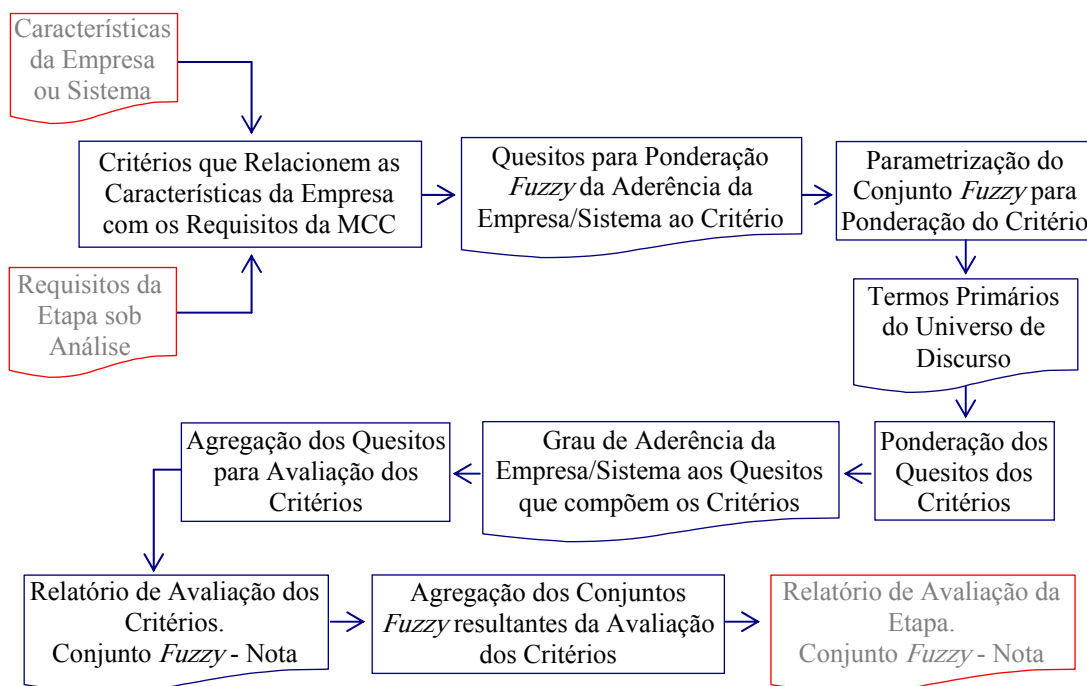 Características
da Empresa
ou Sistema
Critérios que Relacionem as
Características da Empresa
com os Requisitos da MCC
Quesitos para Ponderação
Fuzzy da Aderência da
Empresa/Sistema ao Critério
Parametrização do
Conjunto Fuzzy para
Ponderação do Critério
Requisitos da
Etapa sob
Análise
Termos Primários
do Universo de
Discurso
Ponderação dos
Quesitos dos
Critérios
Grau de Aderência da
Empresa/Sistema aos Quesitos
que compõem os Critérios
Agregação dos Quesitos
para Avaliação dos
Critérios
Relatório de Avaliação dos
Critérios.
Conjunto Fuzzy - Nota
Agregação dos Conjuntos
Fuzzy resultantes da Avaliação
dos Critérios
Relatório de Avaliação da
Etapa.
Conjunto Fuzzy - Nota